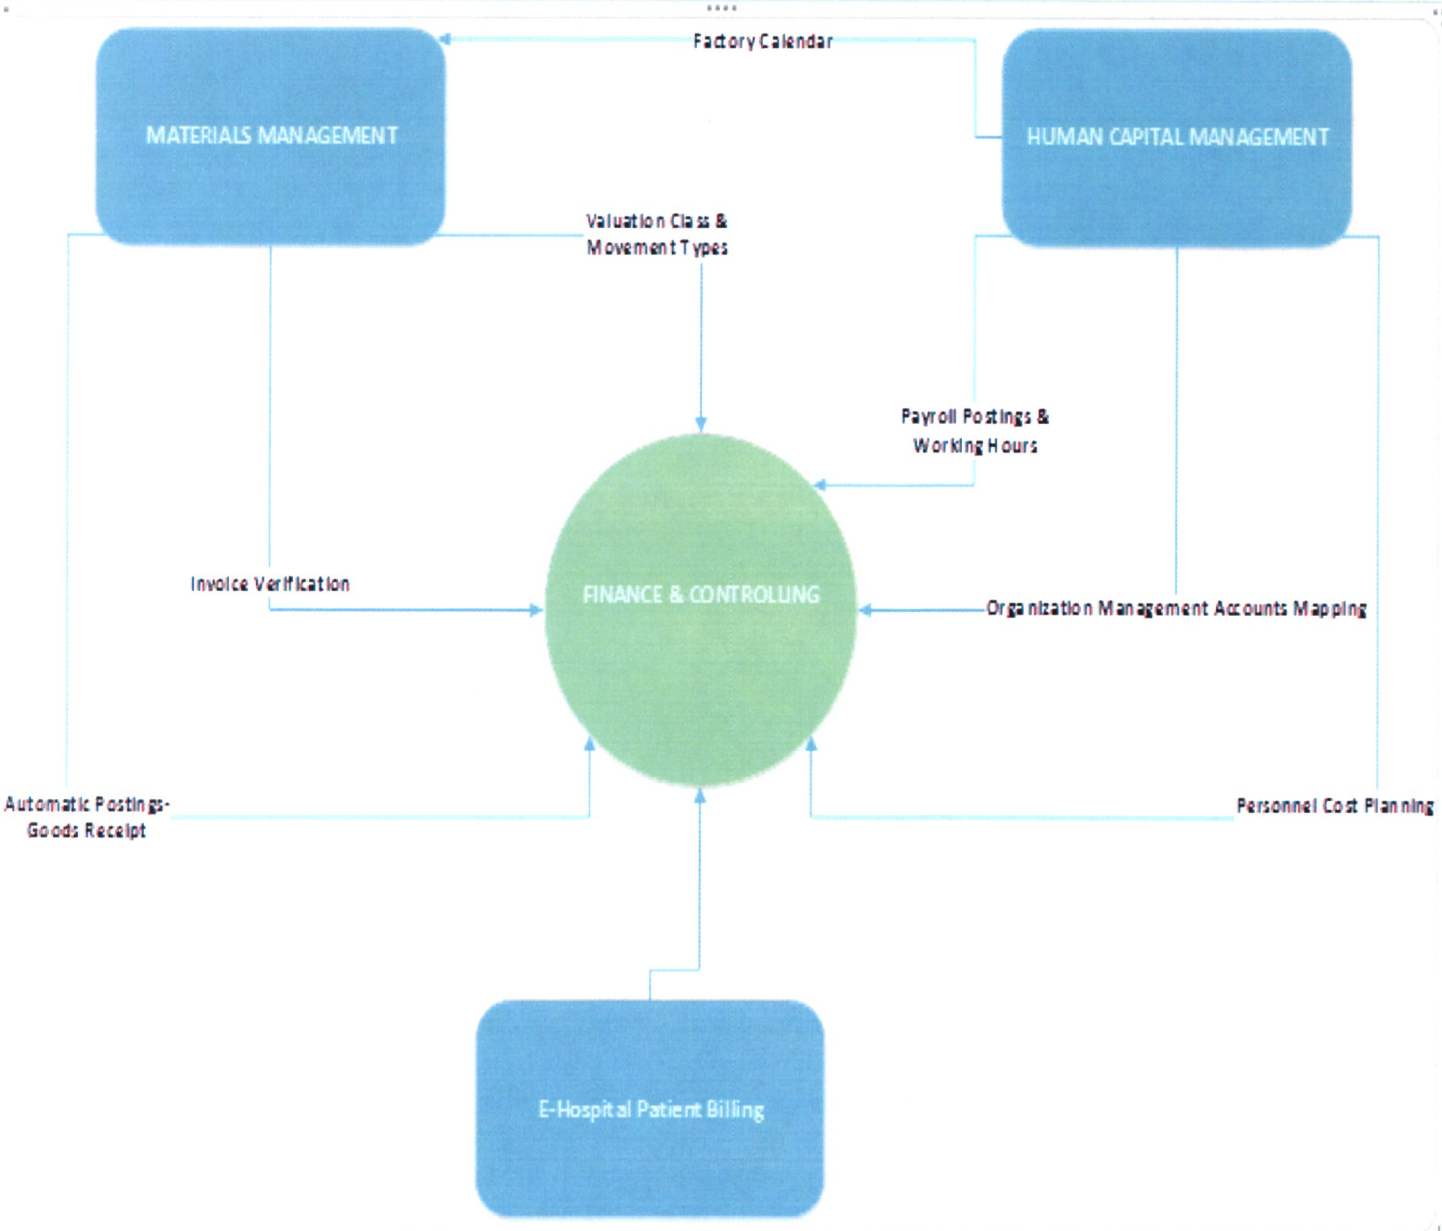 Factory Calendar
MATERIALS MANAGEMENT
HUMAN CAPITAL MANAGEMENT
Valuation Class &
Movement Types
Payroll Postings &
Working Hours
Invoice Verification
FINANCE & CONTROLLING
Organization Management Accounts Mapping
Automatic Postings-
Goods Receipt
Personnel Cost Planning
E-Hospital Patient Billing